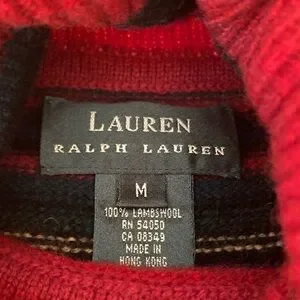 LAUREN
RALPH LAUREN
M
100% LAMBSWOOL
RN 54050
CA 08349
MADE IN
HONG KONG